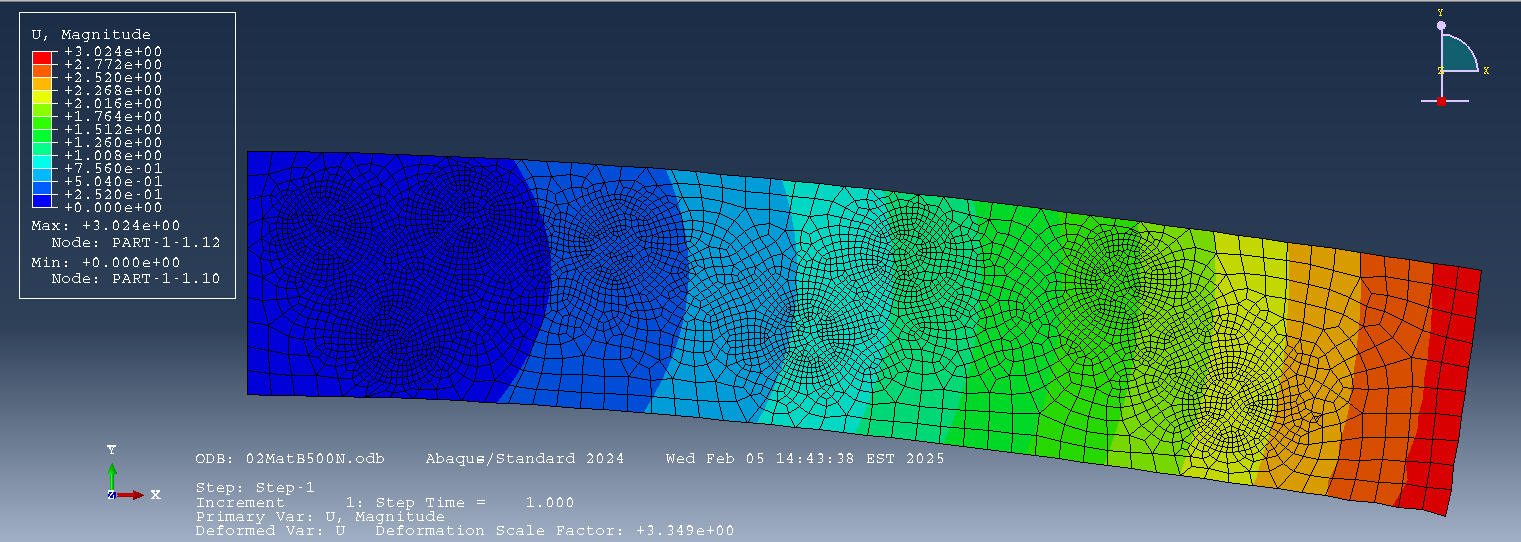 U, Magnitude
+3.024e+00
+2.772e+00
+2.520e+00
+2.268e+00
+2.016e+00
+1.764e+00
+1.512e+00
+1.260e+00
+1.008e+00
+7.560e-01
+5.040e-01
+2.520e-01
+0.000e+00
Max: +3.024e+00
Node: PART-1-1.12
Min: +0.000e+00
Node: PART-1-1.10
Y
Z X
Y
Z X
ODB: 02MatB500N.odb Abaqus/Standard 2024 Wed Feb 05 14:43:38 EST 2025
Step: Step-1
Increment 1: Step Time = 1.000
Primary Var: U, Magnitude
Deformed Var: U Deformation Scale Factor: +3.349e+00